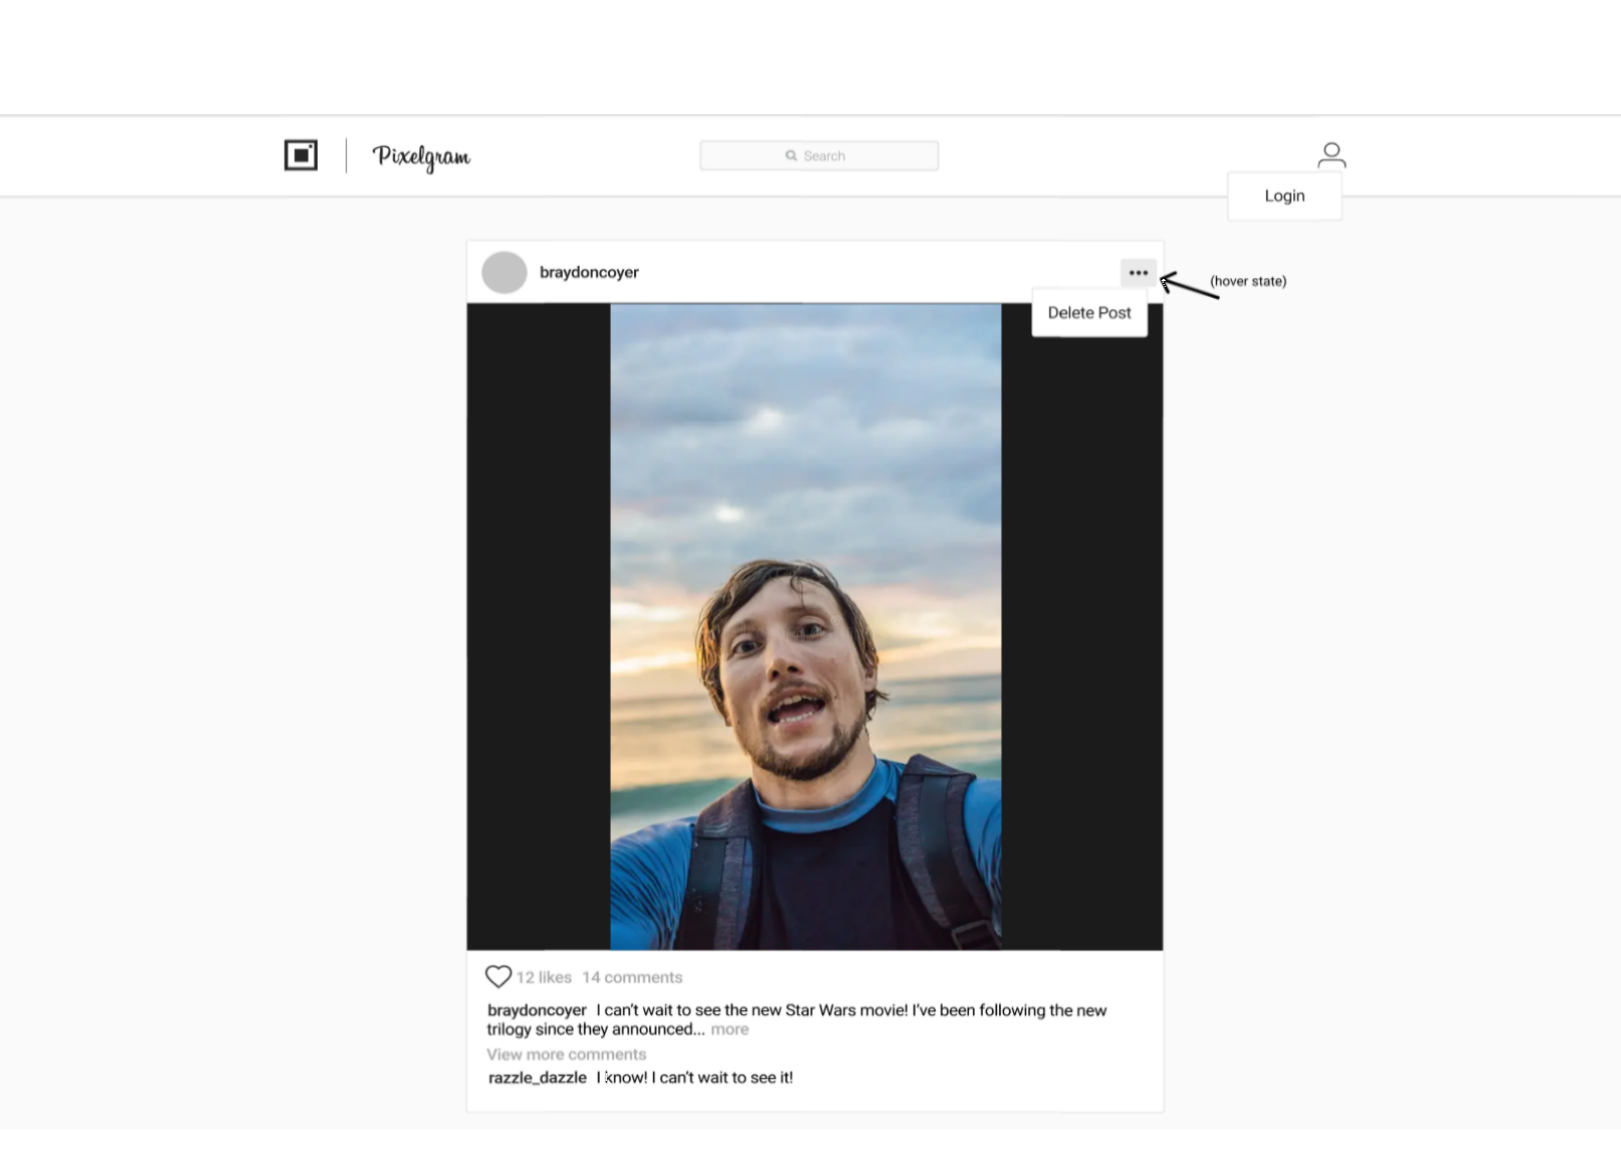 Pixelgram
Search
Login
braydoncoyer
(hover state)
Delete Post
12 likes 14 comments
braydoncoyer I can't wait to see the new Star Wars movie! I've been following the new
trilogy since they announced... more
View more comments
razzle_dazzle I know! I can't wait to see it!